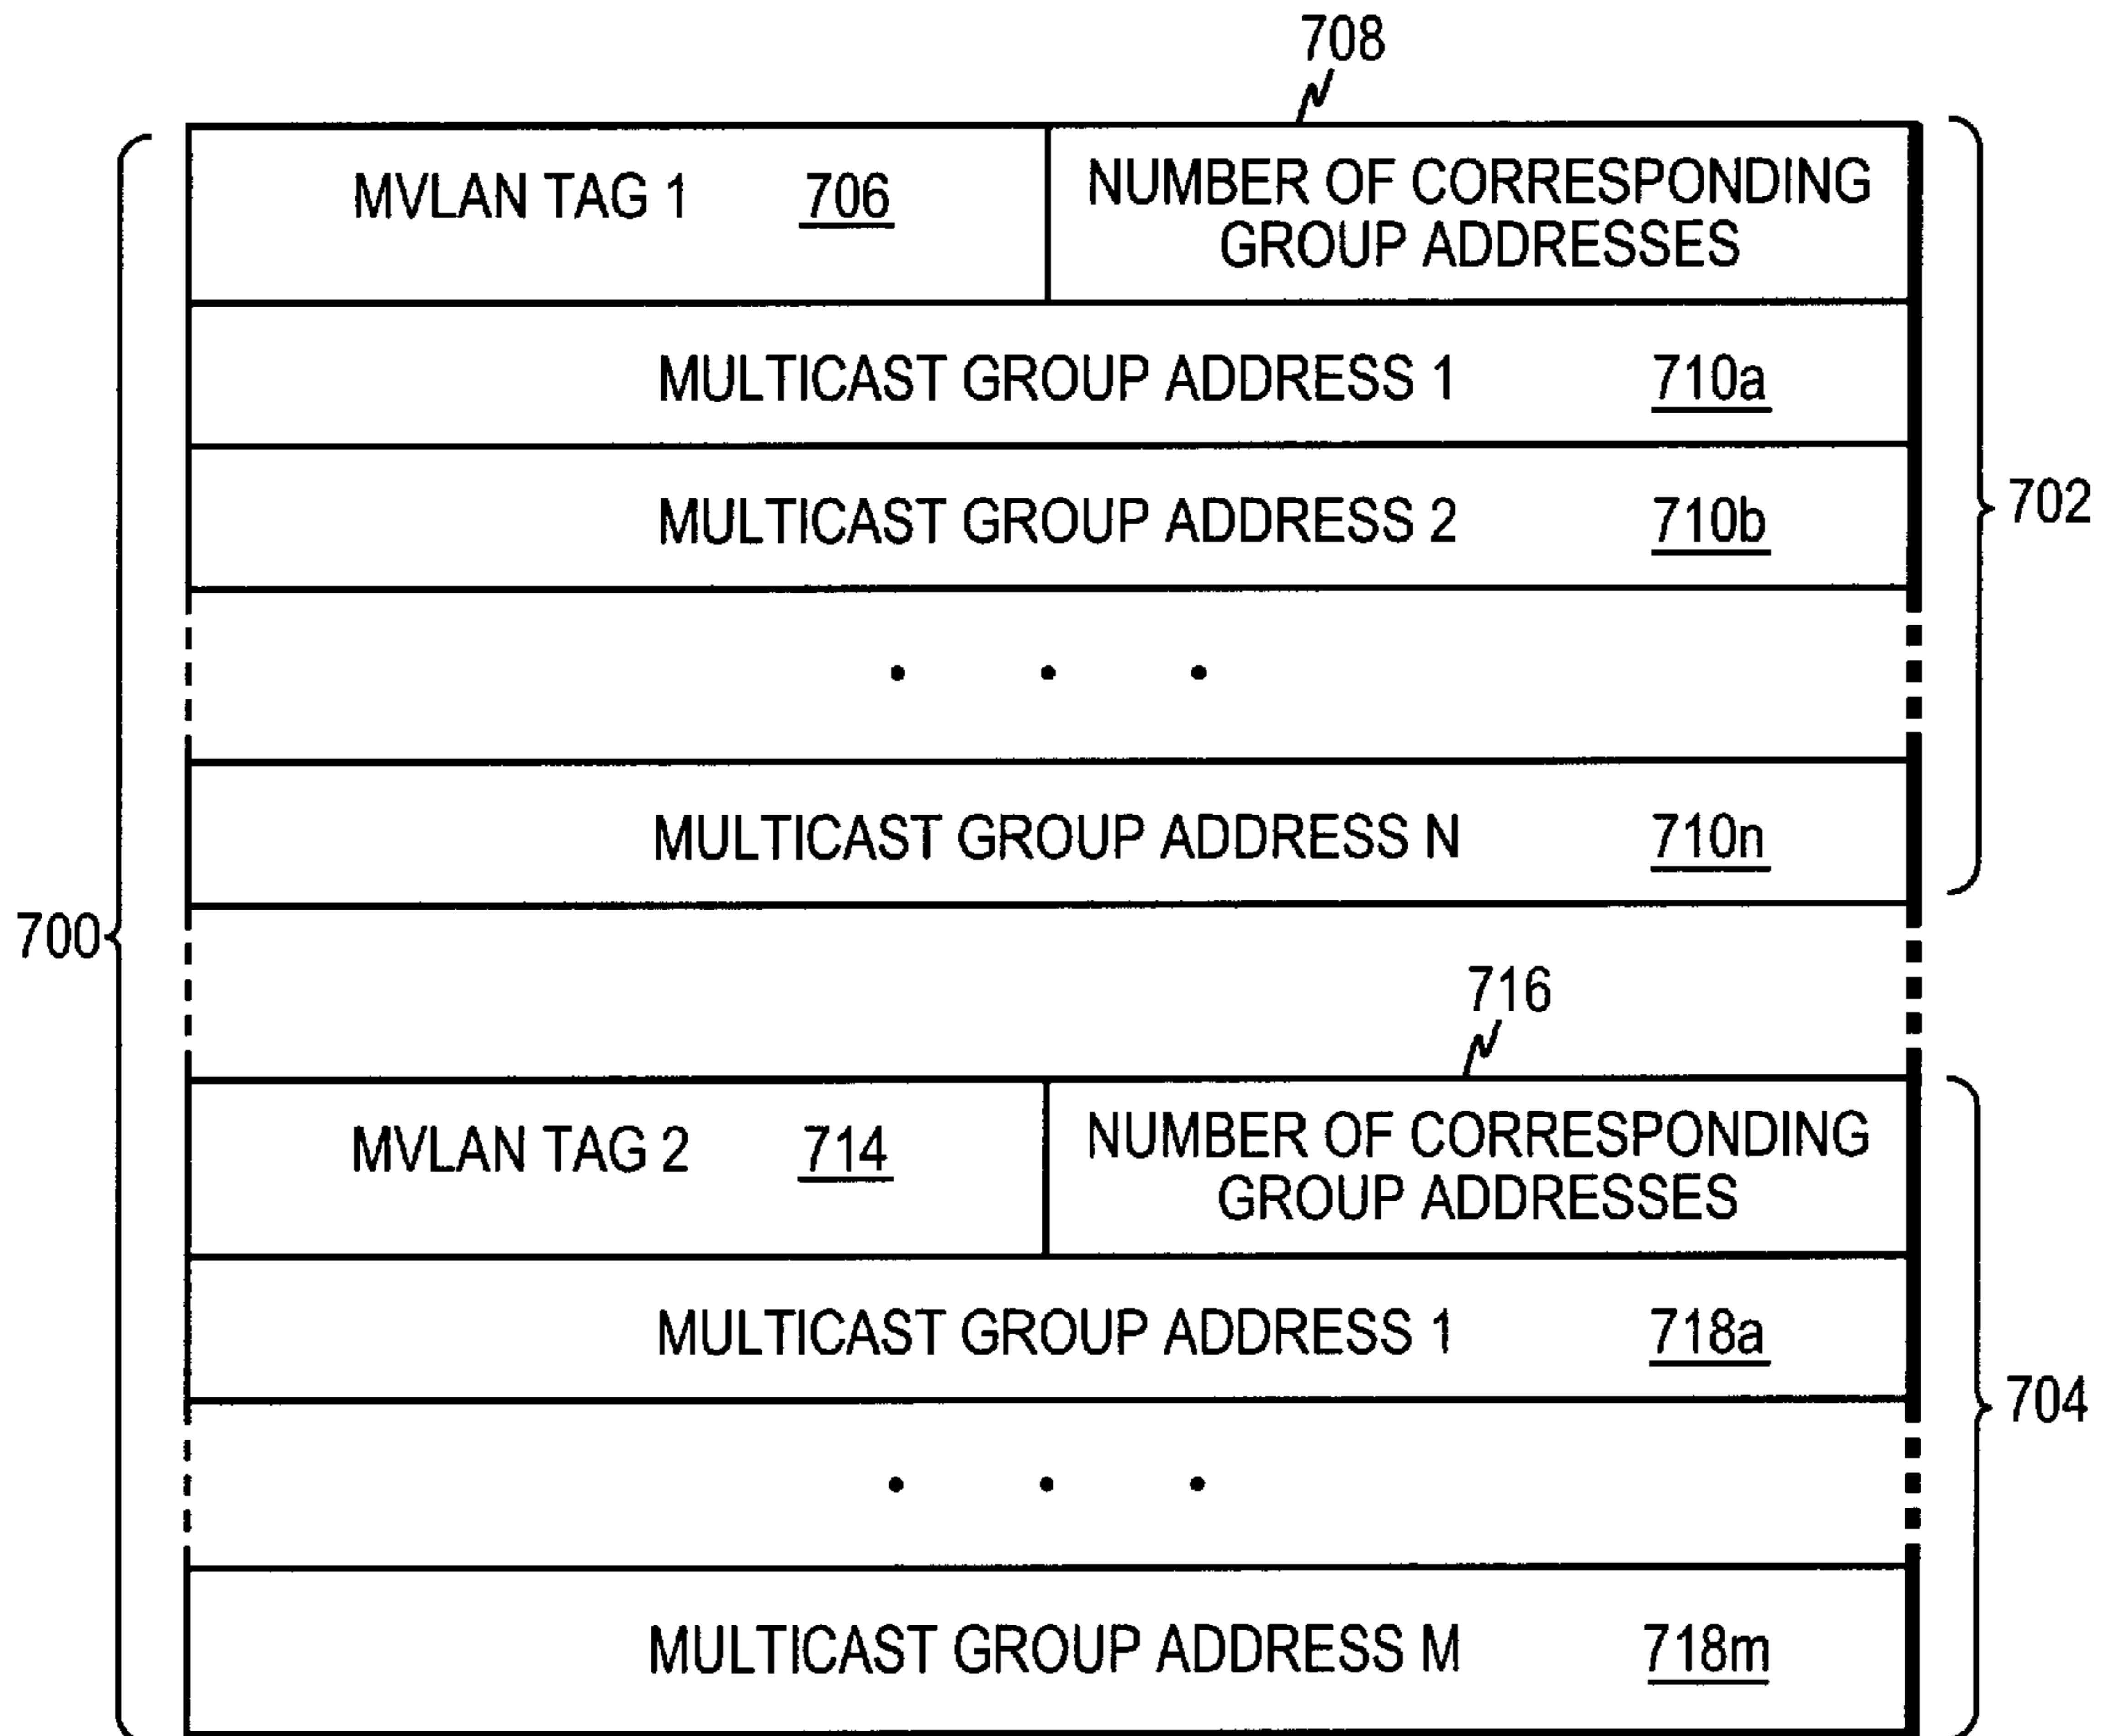 708
MVLAN TAG 1 706
NUMBER OF CORRESPONDING
GROUP ADDRESSES
MULTICAST GROUP ADDRESS 1 710a
MULTICAST GROUP ADDRESS 2 710b
702
. . .
MULTICAST GROUP ADDRESS N 710n
700
716
MVLAN TAG 2 714
NUMBER OF CORRESPONDING
GROUP ADDRESSES
MULTICAST GROUP ADDRESS 1 718a
704
. . .
MULTICAST GROUP ADDRESS M 718m